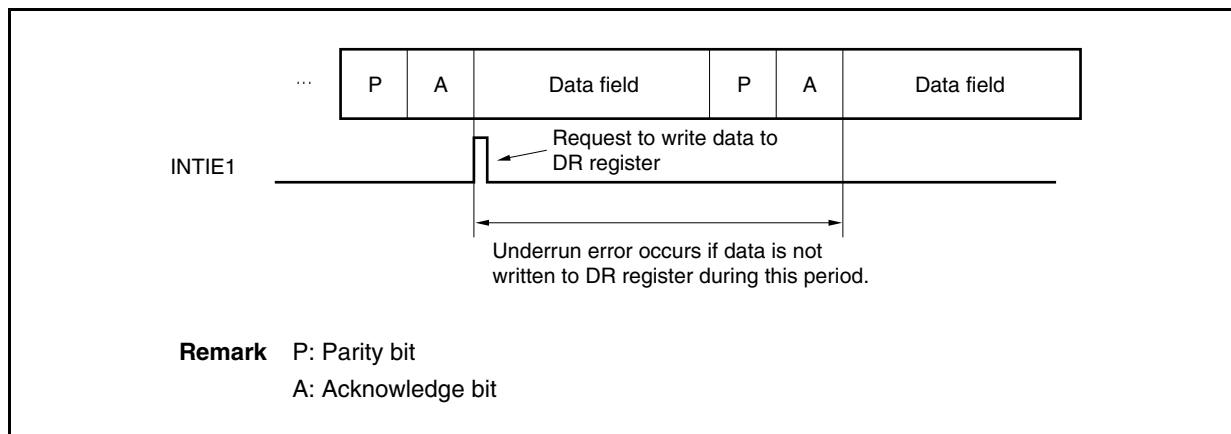 ... P A Data field P A Data field
Request to write data to
DR register
INTIE1
Underrun error occurs if data is not
written to DR register during this period.
Remark P: Parity bit
A: Acknowledge bit